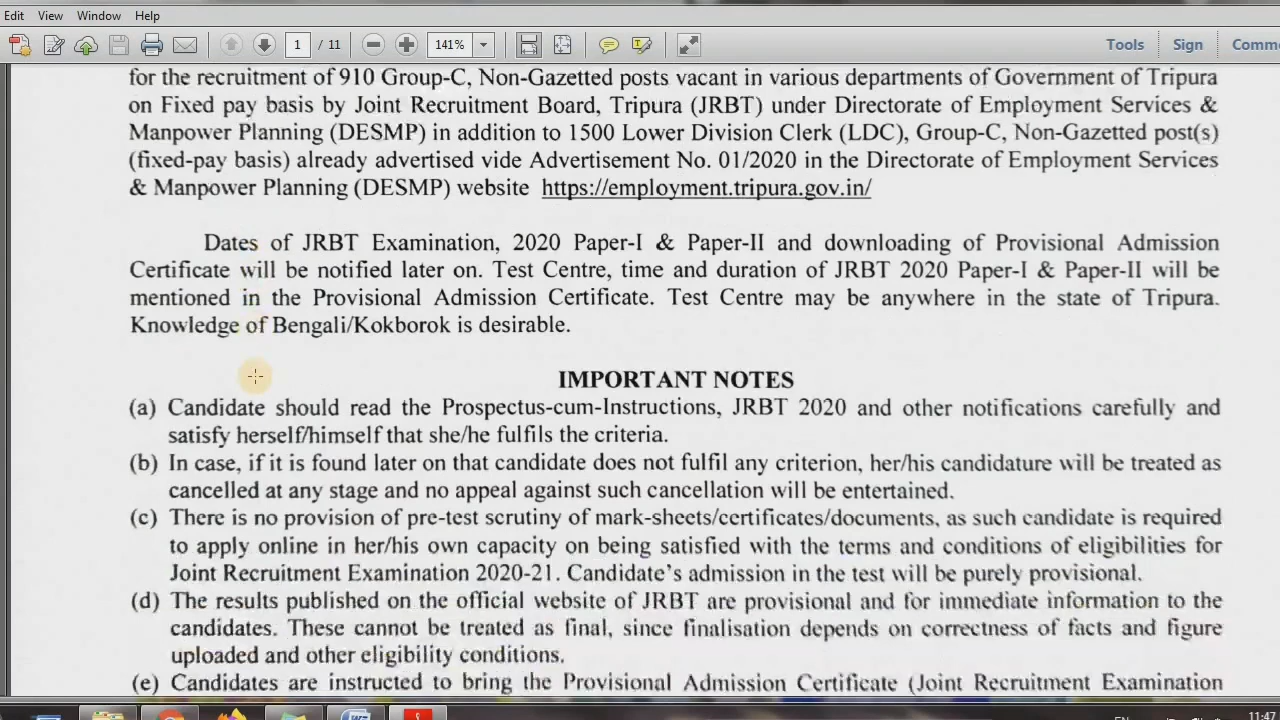 Edit View Window Help
1 / 11 141% Tools Sign Comme
for the recruitment of 910 Group-C, Non-Gazetted posts vacant in various departments of Government of Tripura
on Fixed pay basis by Joint Recruitment Board, Tripura (JRBT) under Directorate of Employment Services &
Manpower Planning (DESMP) in addition to 1500 Lower Division Clerk (LDC), Group-C, Non-Gazetted post(s)
(fixed-pay basis) already advertised vide Advertisement No. 01/2020 in the Directorate of Employment Services
& Manpower Planning (DESMP) website https://employment.tripura.gov.in/
Dates of JRBT Examination, 2020 Paper-I & Paper-II and downloading of Provisional Admission
Certificate will be notified later on. Test Centre, time and duration of JRBT 2020 Paper-I & Paper-II will be
mentioned in the Provisional Admission Certificate. Test Centre may be anywhere in the state of Tripura.
Knowledge of Bengali/Kokborok is desirable.
IMPORTANT NOTES
(a) Candidate should read the Prospectus-cum-Instructions, JRBT 2020 and other notifications carefully and
satisfy herself/himself that she/he fulfils the criteria.
(b) In case, if it is found later on that candidate does not fulfil any criterion, her/his candidature will be treated as
cancelled at any stage and no appeal against such cancellation will be entertained.
(c) There is no provision of pre-test scrutiny of mark-sheets/certificates/documents, as such candidate is required
to apply online in her/his own capacity on being satisfied with the terms and conditions of eligibilities for
Joint Recruitment Examination 2020-21. Candidate's admission in the test will be purely provisional.
(d) The results published on the official website of JRBT are provisional and for immediate information to the
candidates. These cannot be treated as final, since finalisation depends on correctness of facts and figure
uploaded and other eligibility conditions.
(e) Candidates are instructed to bring the Provisional Admission Certificate (Joint Recruitment Examination
11:47